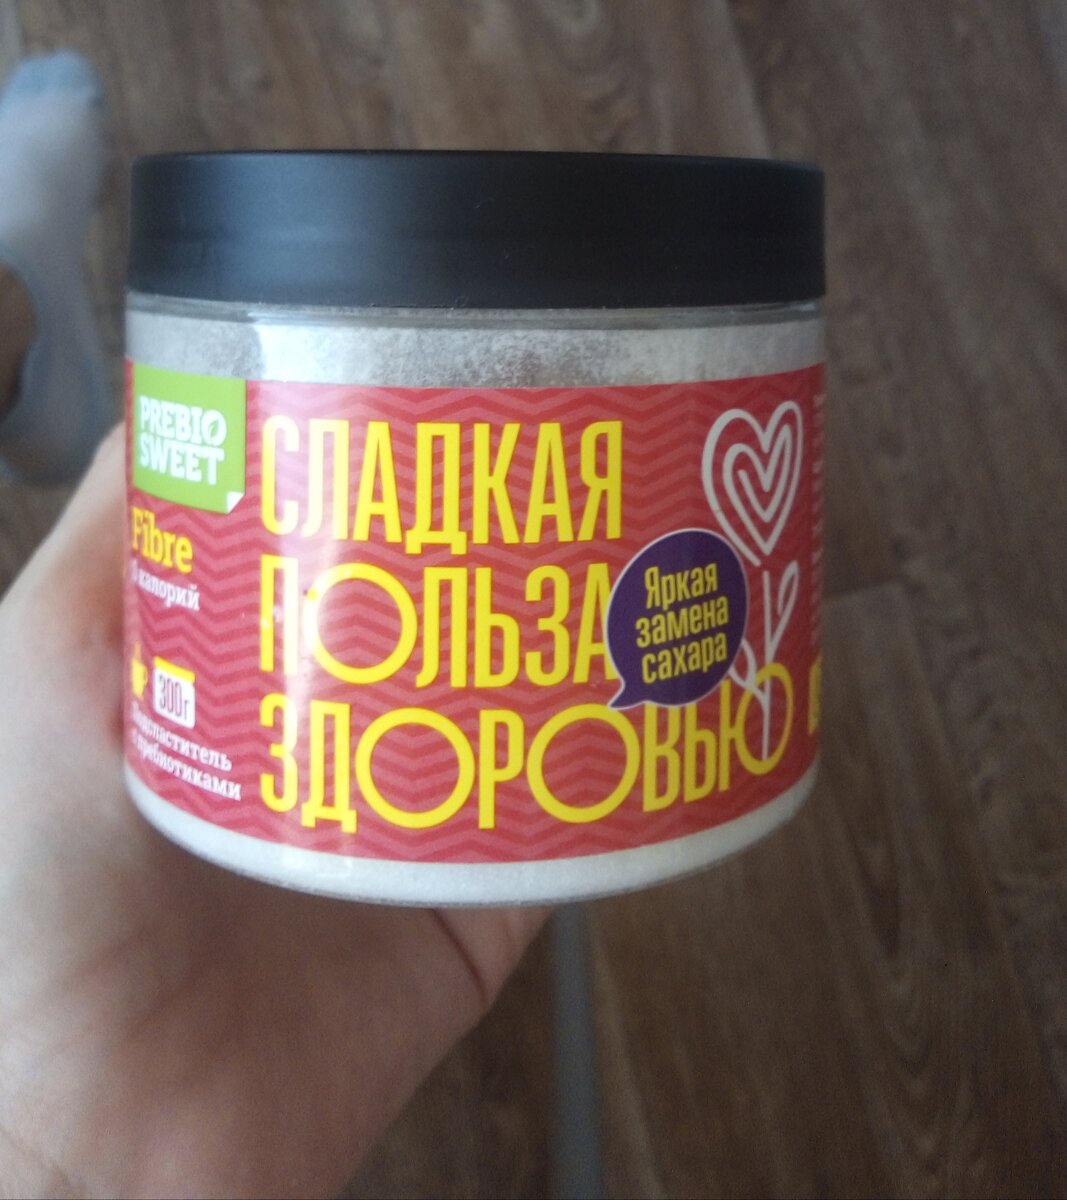 PREBIO
SWEET
Fibre
калорий
300г
Подсластитель
с пребиотиками
СЛАДКАЯ
ПОЛЬЗА
ЗДОРОВЬЮ
Яркая
замена
сахара